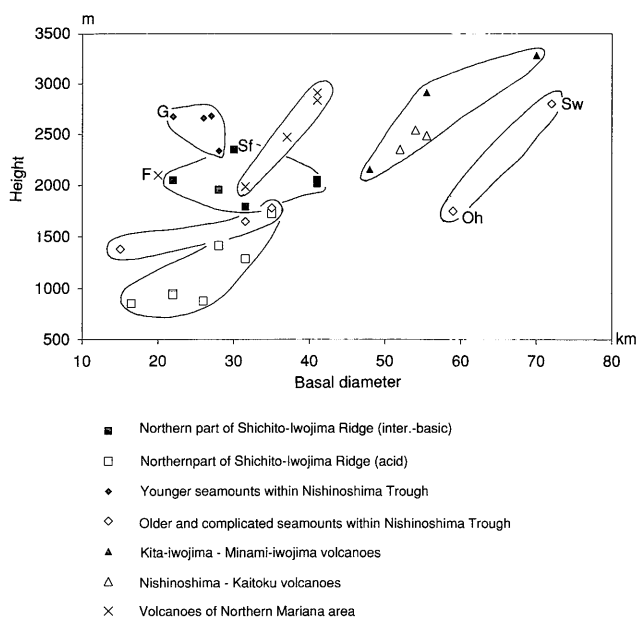 m
3500
3000
2500
2000
1500
1000
500
Height
G
F
Sf
Sw
Oh
10
20
30
40
50
60
70
80
km
Basal diameter
Northern part of Shichito-Iwojima Ridge (inter.-basic)
Northernpart of Shichito-Iwojima Ridge (acid)
Younger seamounts within Nishinoshima Trough
Older and complicated seamounts within Nishinoshima Trough
Kita-iwojima - Minami-iwojima volcanoes
Nishinoshima - Kaitoku volcanoes
Volcanoes of Northern Mariana area